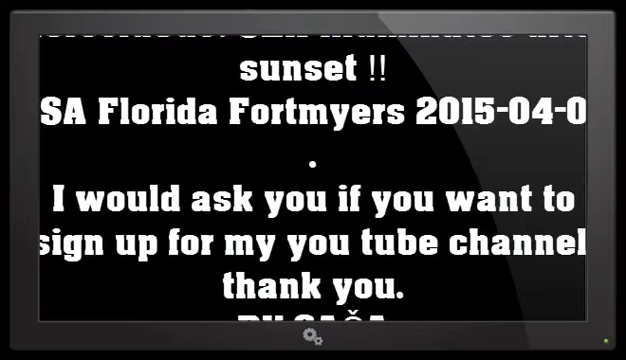 sunset !!
SA Florida Fortmyers 2015-04-0
.
I would ask you if you want to
sign up for my you tube channel
thank you.